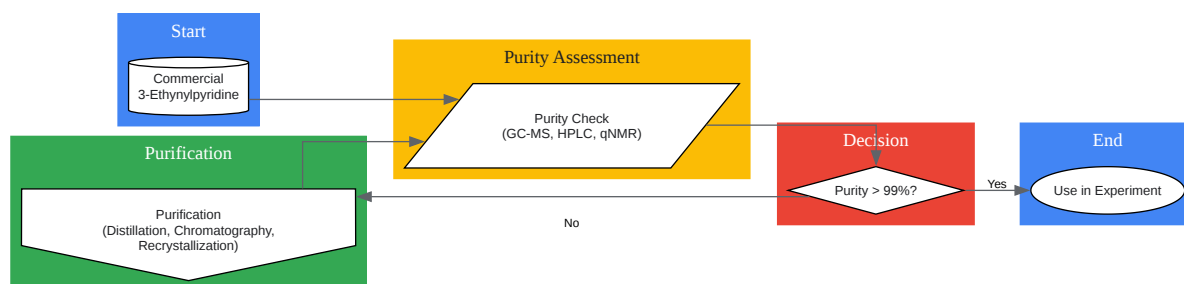 Start
Commercial
3-Ethynylpyridine
Purity Assessment
Purity Check
(GC-MS, HPLC, qNMR)
Decision
Purity > 99%?
Yes
End
Use in Experiment
No
Purification
Purification
(Distillation, Chromatography,
Recrystallization)